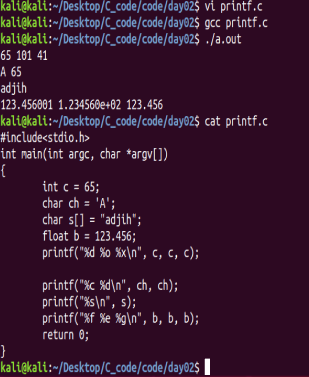 kali@kali:~/Desktop/C_code/code/day02$ vi printf.c
kali@kali:~/Desktop/C_code/code/day02$ gcc printf.c
kali@kali:~/Desktop/C_code/code/day02$ ./a.out
65 101 41
A 65
adjih
123.456001 1.234560e+02 123.456
kali@kali:~/Desktop/C_code/code/day02$ cat printf.c
#include<stdio.h>
int main(int argc, char *argv[])
{
        int c = 65;
        char ch = 'A';
        char s[] = "adjih";
        float b = 123.456;
        printf("%d %o %x\n", c, c, c);

        printf("%c %d\n", ch, ch);
        printf("%s\n", s);
        printf("%f %e %g\n", b, b, b);
        return 0;
}
kali@kali:~/Desktop/C_code/code/day02$